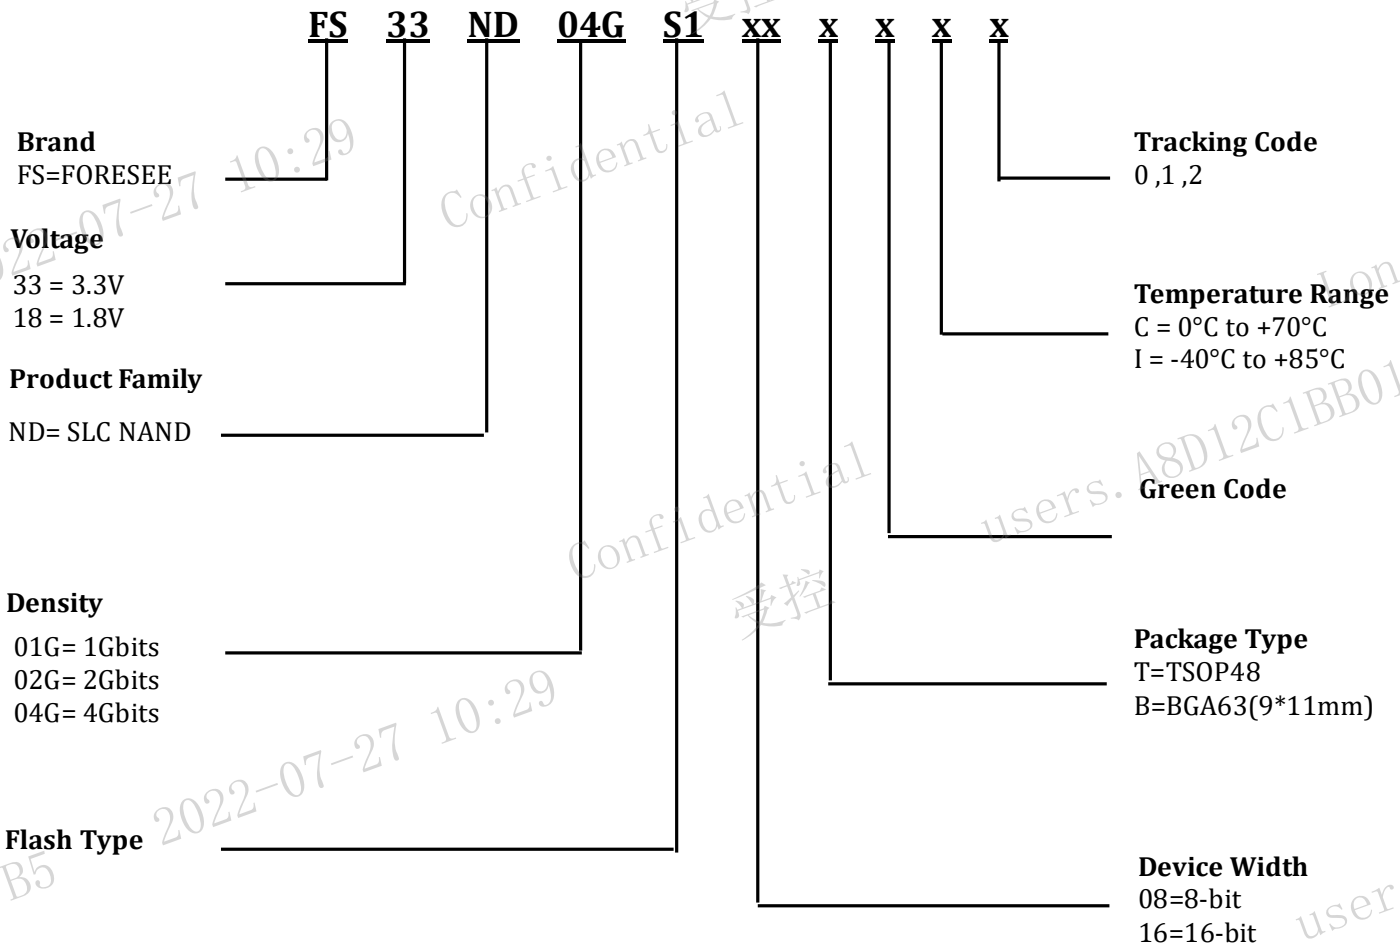 FS 33 ND 04G S1 xx x x x x
受控
Brand
FS=FORESEE
Voltage
33 = 3.3V
18 = 1.8V
Product Family
ND= SLC NAND
Density
01G= 1Gbits
02G= 2Gbits
04G= 4Gbits
Flash Type
Tracking Code
0 ,1 ,2
Temperature Range
C = 0°C to +70°C
I = -40°C to +85°C
Green Code
Package Type
T=TSOP48
B=BGA63(9*11mm)
Device Width
08=8-bit
16=16-bit
2022-07-27 10:29
Confidential
Lon
users.A8D12C1BB01
Confidential
受控
2022-07-27 10:29
B5
user